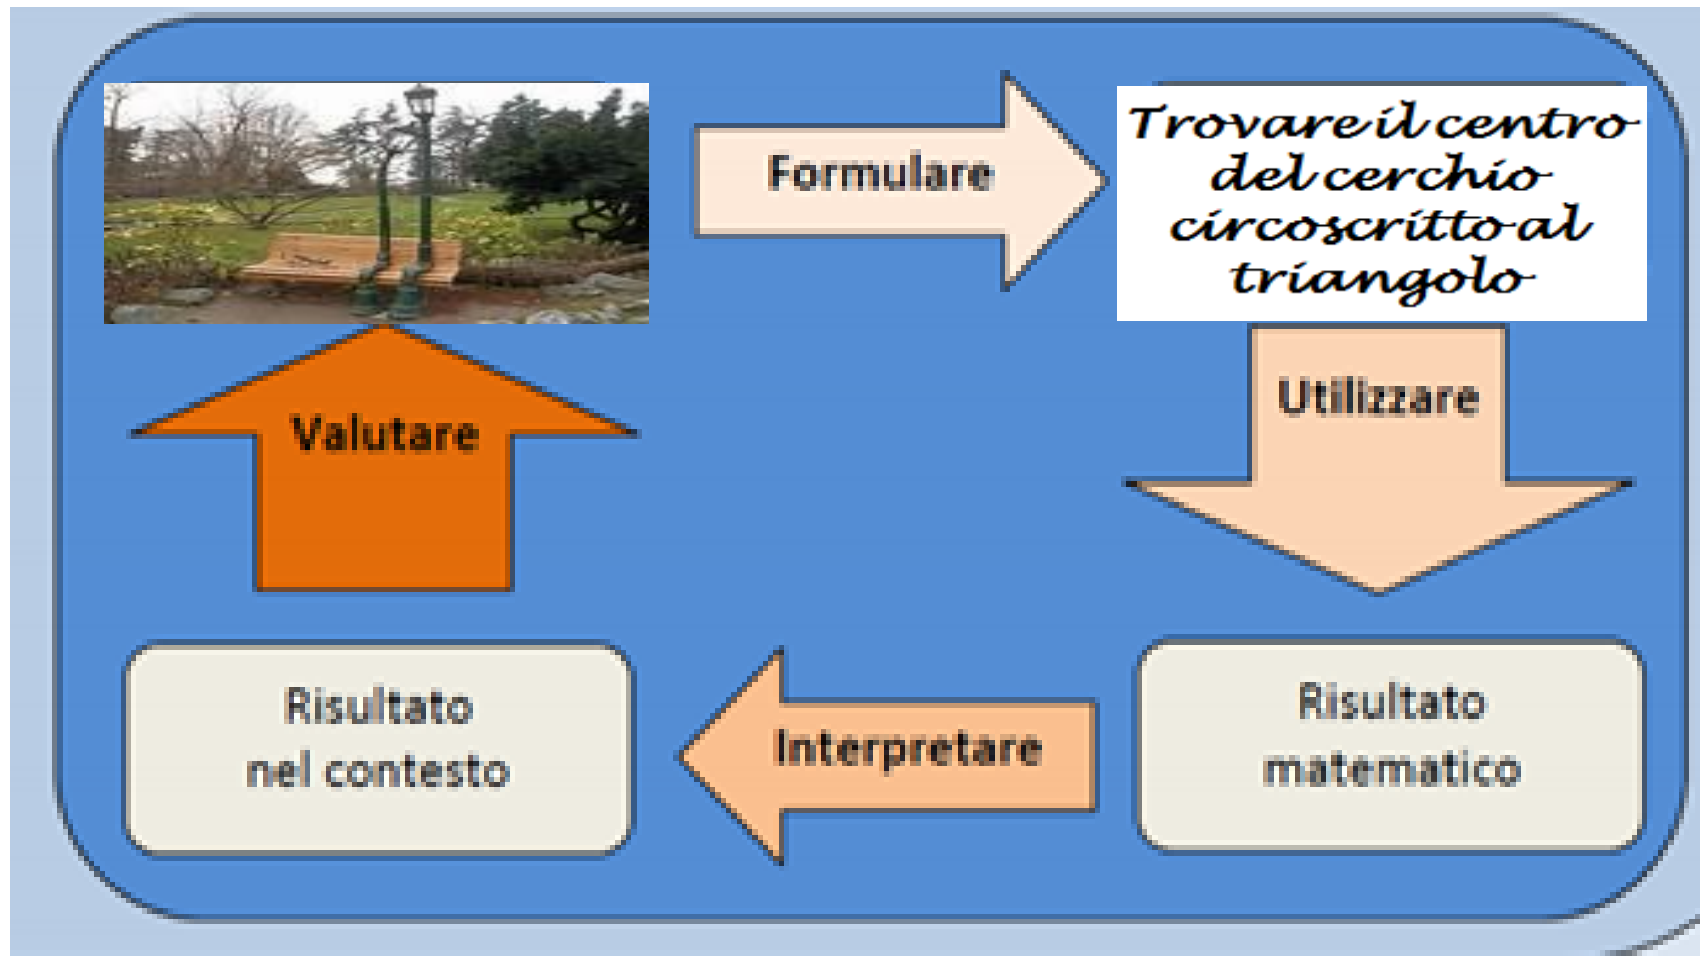 Formulare
Trovare il centro
del cerchio
circoscritto al
triangolo
Utilizzare
Risultato
matematico
Interpretare
Risultato
nel contesto
Valutare